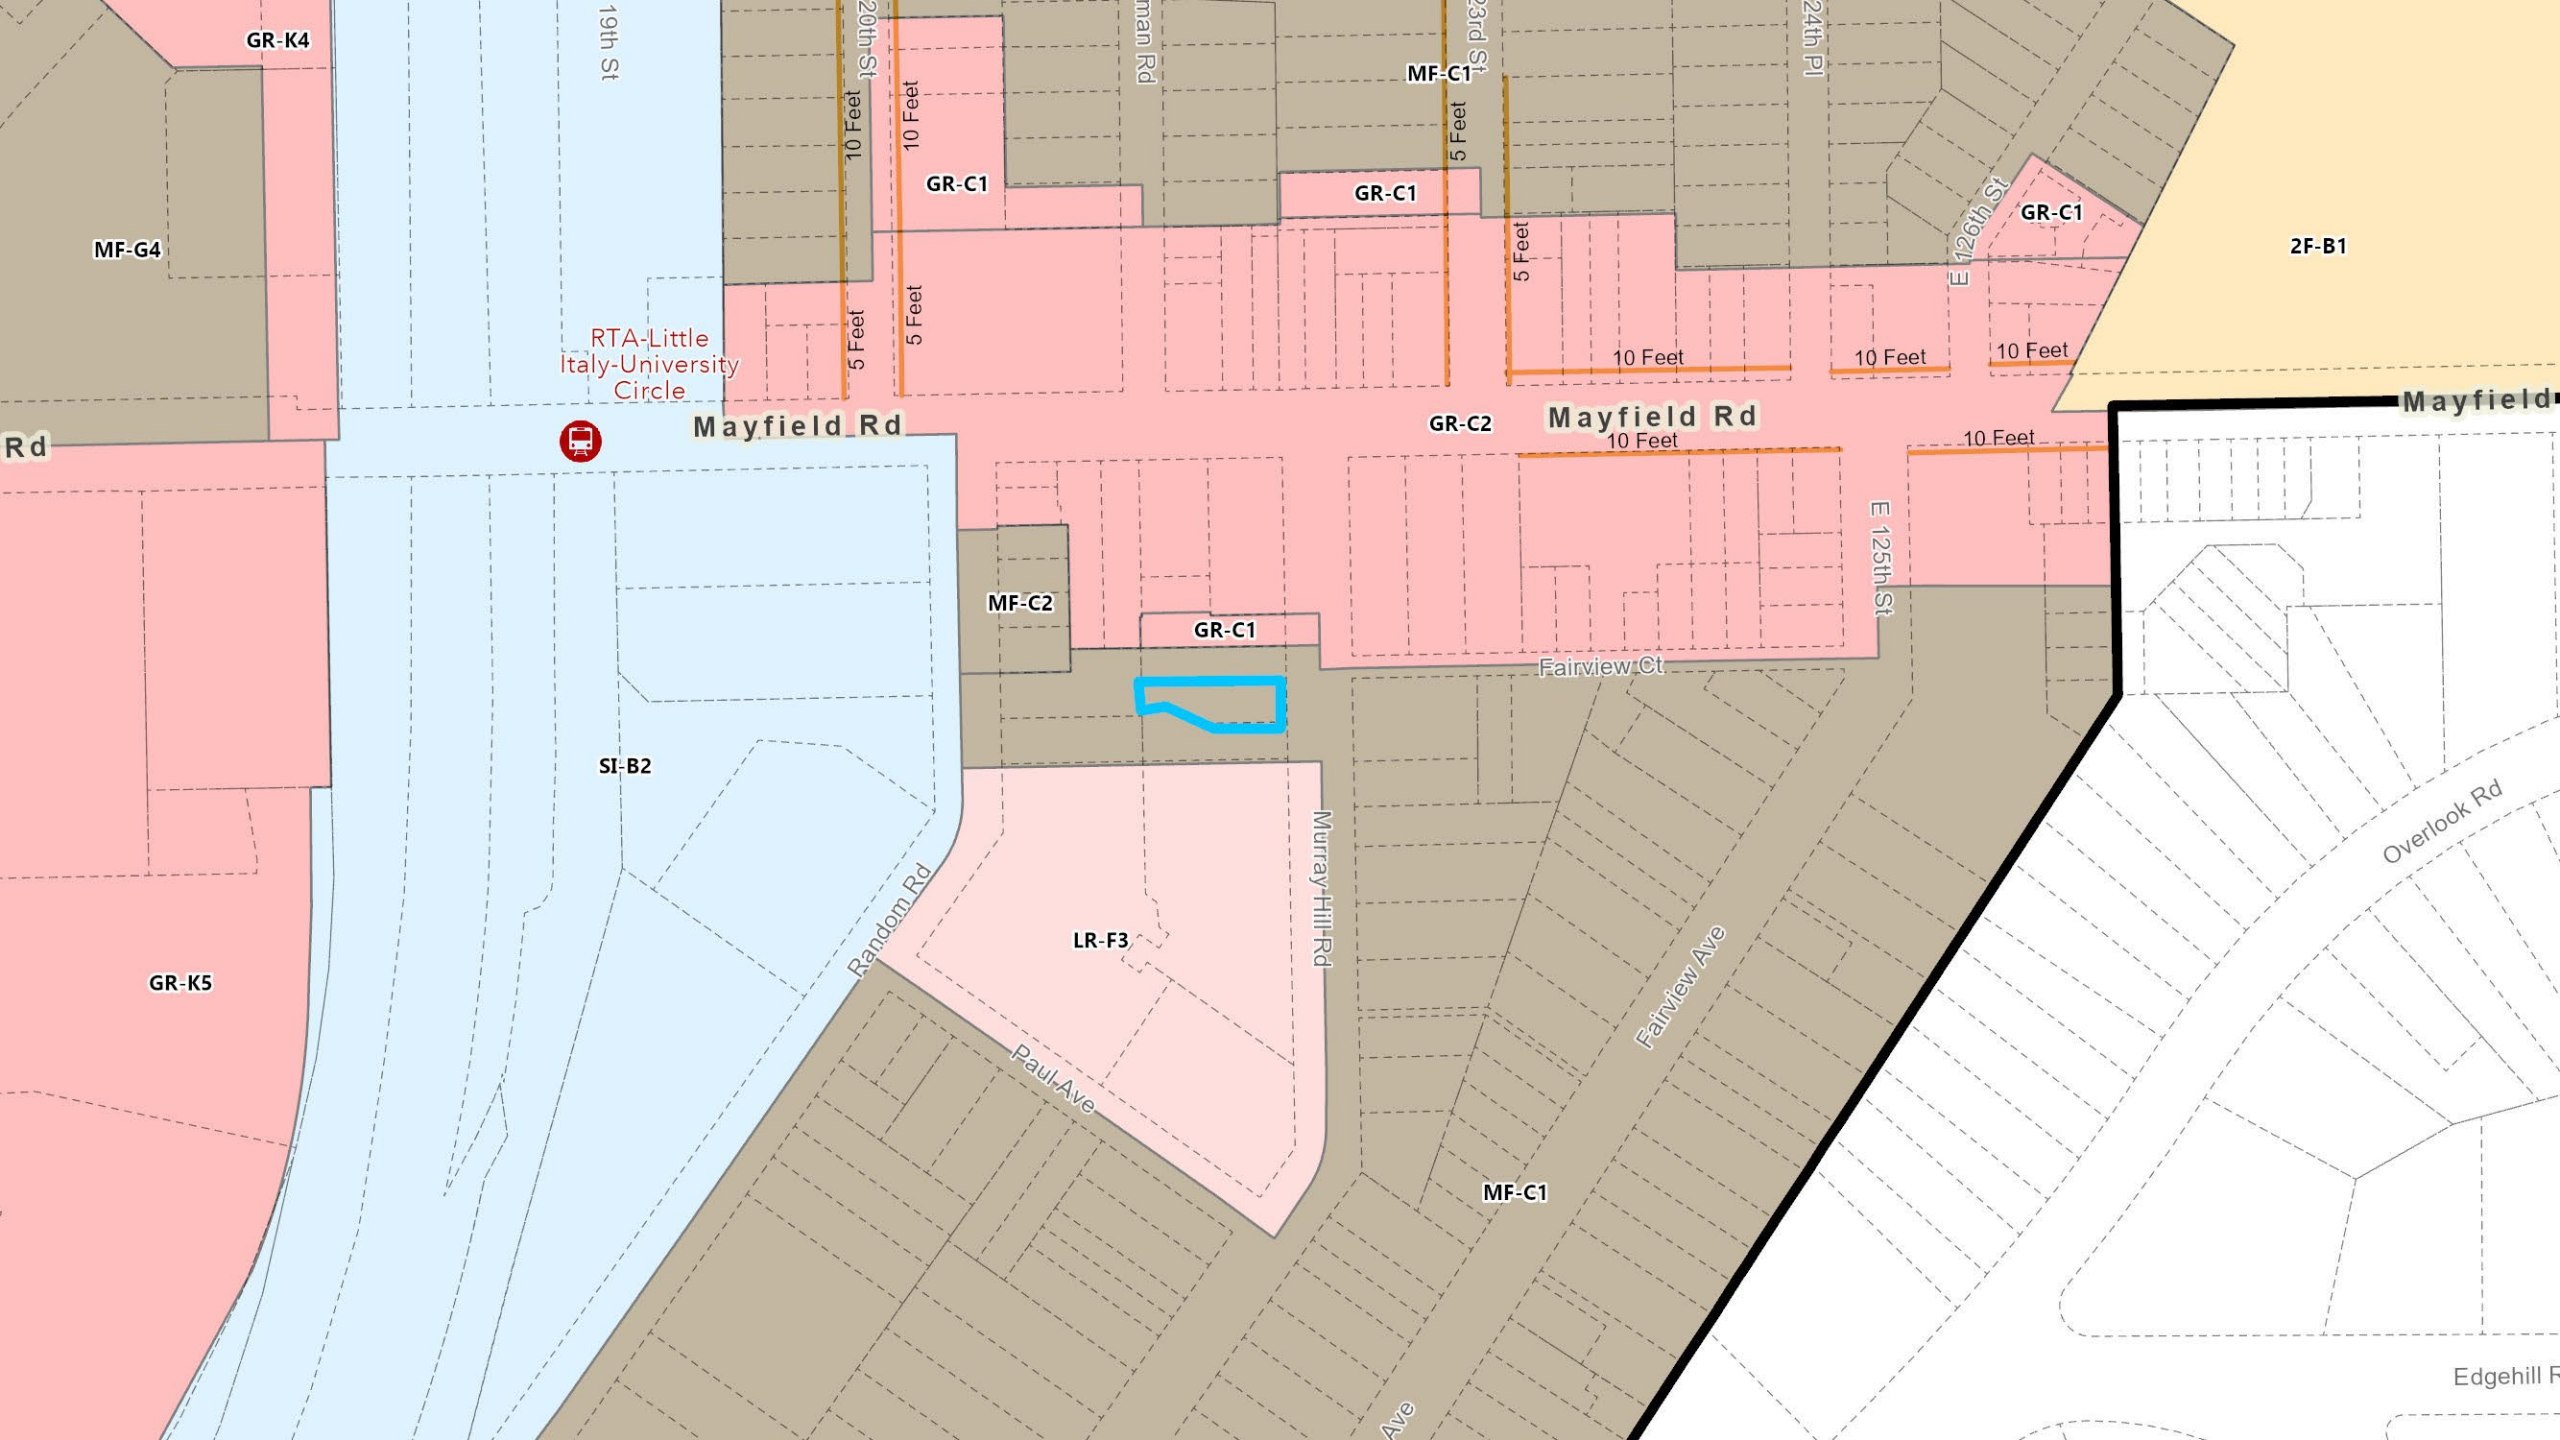 GR-K4
19th St
20th St
man Rd
23rd St
24th Pl
MF-C1
10 Feet
10 Feet
5 Feet
GR-C1
GR-C1
GR-C1
E 126th St
MF-G4
2F-B1
5 Feet
5 Feet
5 Feet
RTA-Little
Italy-University
Circle
10 Feet
10 Feet
10 Feet
Rd
Mayfield Rd
GR-C2
Mayfield Rd
Mayfield
10 Feet
10 Feet
E 125th St
MF-C2
GR-C1
Fairview Ct
SI-B2
Murray Hill Rd
Overlook Rd
Random Rd
LR-F3
GR-K5
Fairview Ave
Paul Ave
MF-C1
Edgehill R
Ave